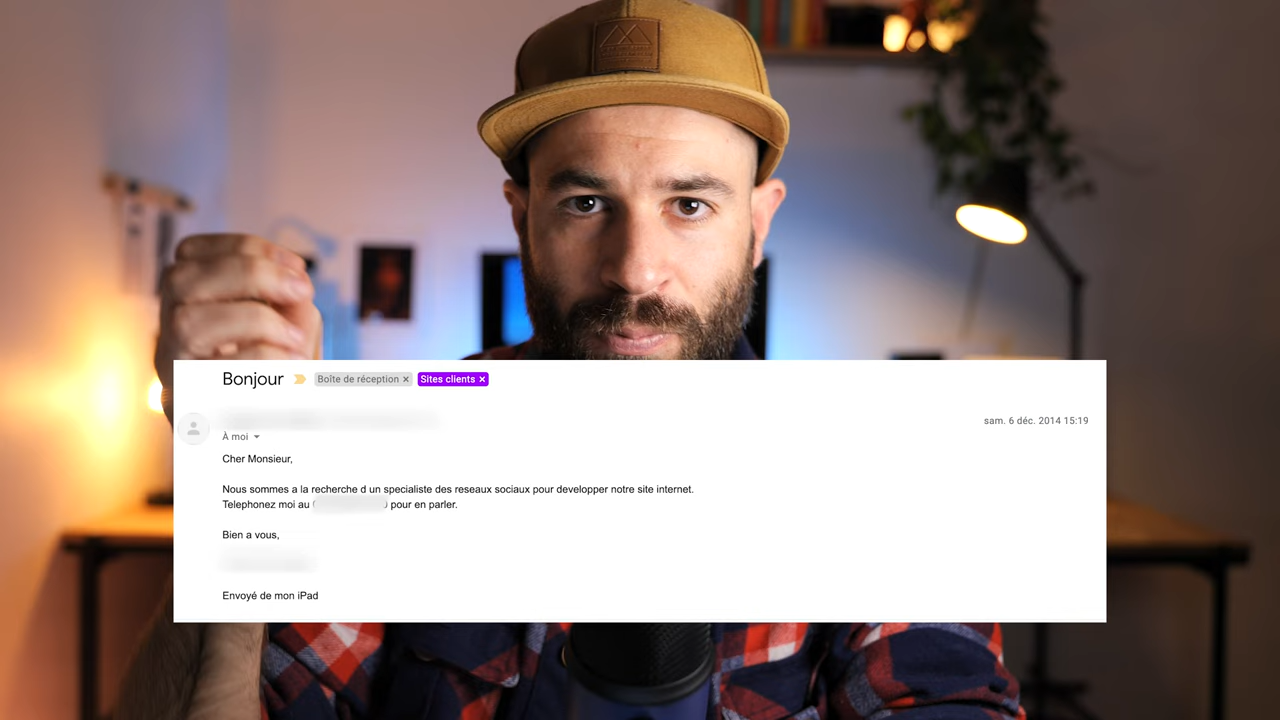 Bonjour Boîte de réception × Sites clients ×
sam. 6 déc. 2014 15:19
À moi
Cher Monsieur,
Nous sommes a la recherche d un specialiste des reseaux sociaux pour developper notre site internet.
Telephonez moi au pour en parler.
Bien a vous,
Envoyé de mon iPad